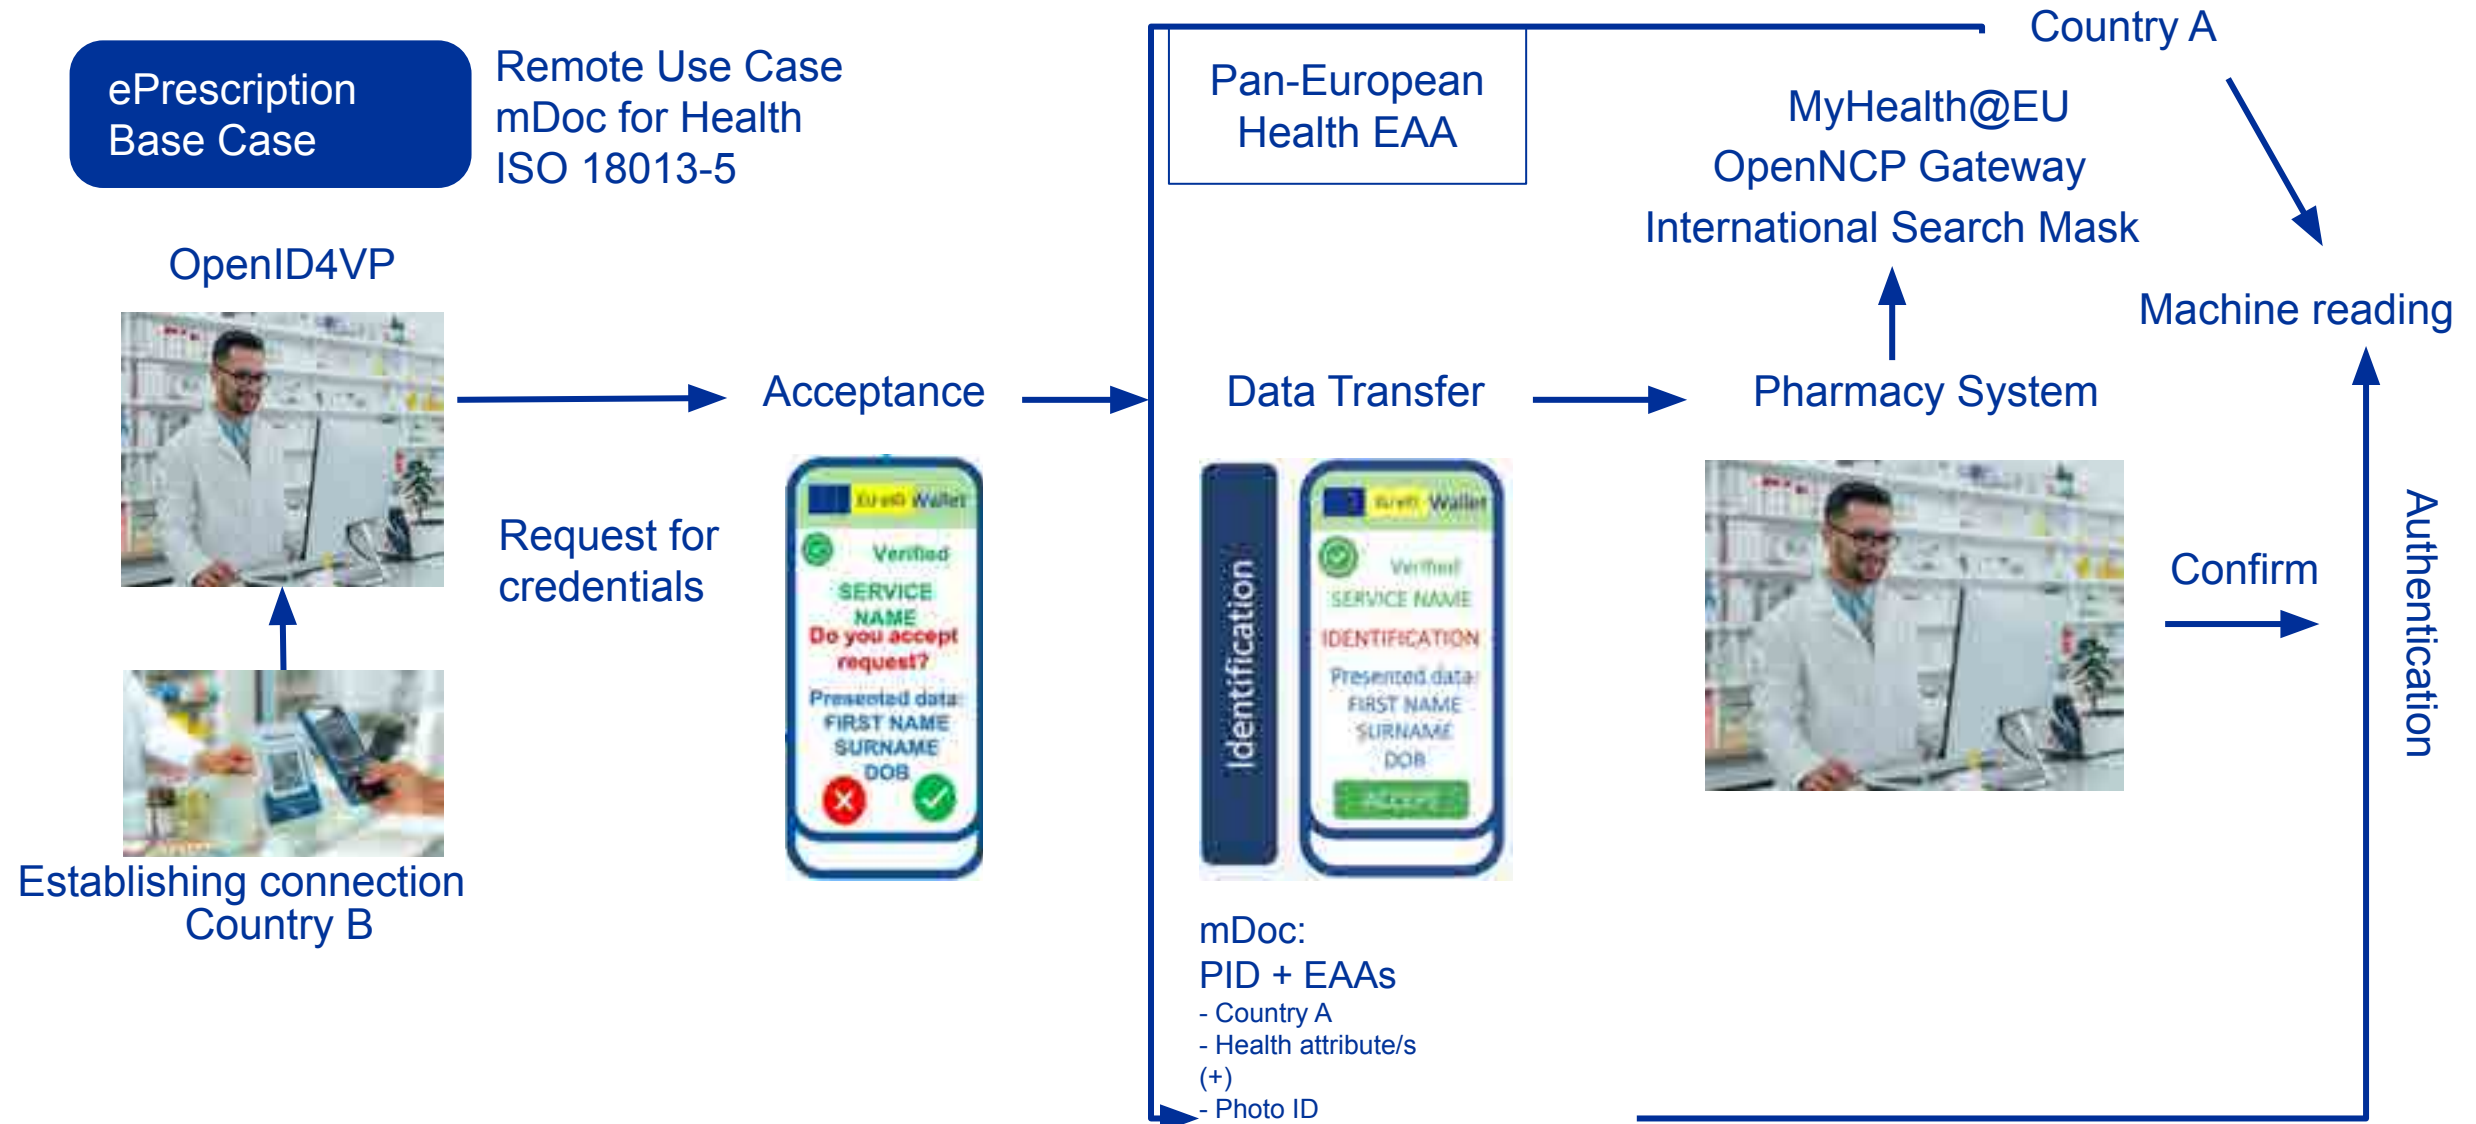 ePrescription
Base Case
Remote Use Case
mDoc for Health
ISO 18013-5
Pan-European
Health EAA
Country A
MyHealth@EU
OpenNCP Gateway
International Search Mask
Machine reading
OpenID4VP
Acceptance
Data Transfer
Pharmacy System
Request for
credentials
Wallet
Verified
SERVICE
NAME
Do you accept
request?
Presented data:
FIRST NAME
SURNAME
DOB
Identification
Wallet
Verified
SERVICE NAME
IDENTIFICATION
Presented data:
FIRST NAME
SURNAME
DOB
Confirm
Authentication
Establishing connection
Country B
mDoc:
PID + EAAs
- Country A
- Health attribute/s
(+)
- Photo ID